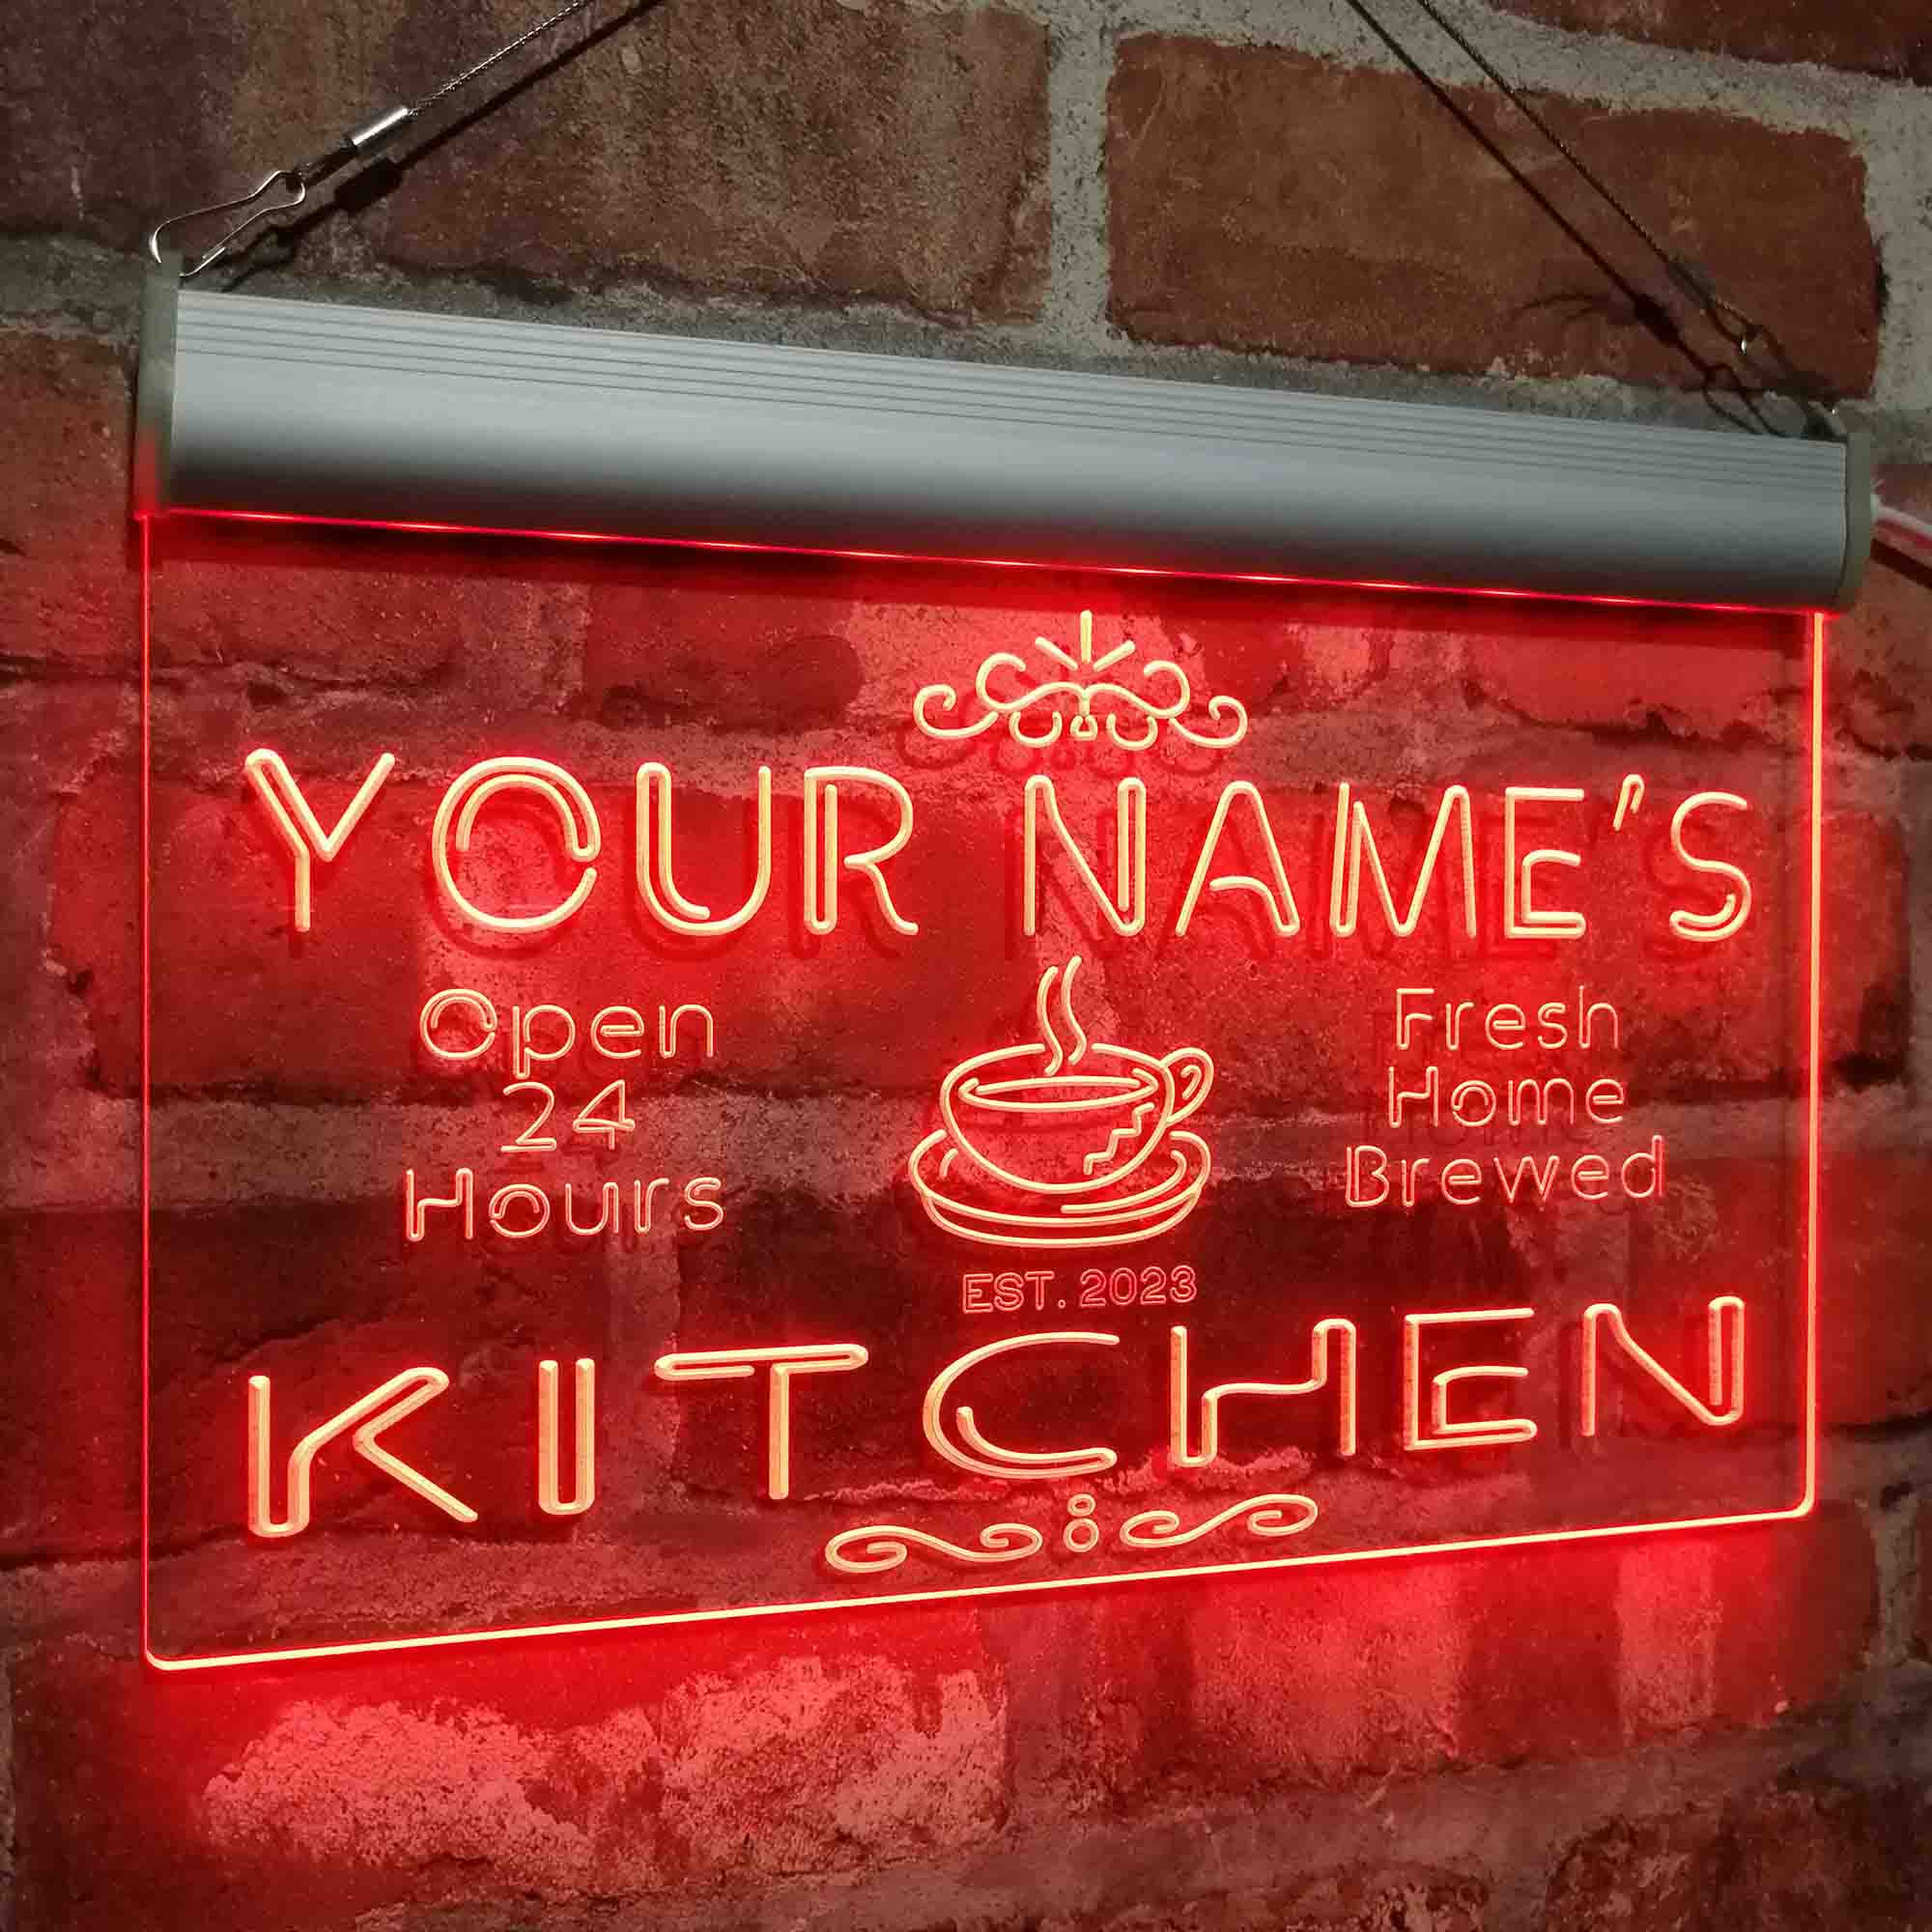 YOUR NAME'S
Open
24
Hours
Fresh
Home
Brewed
EST. 2023
KITCHEN